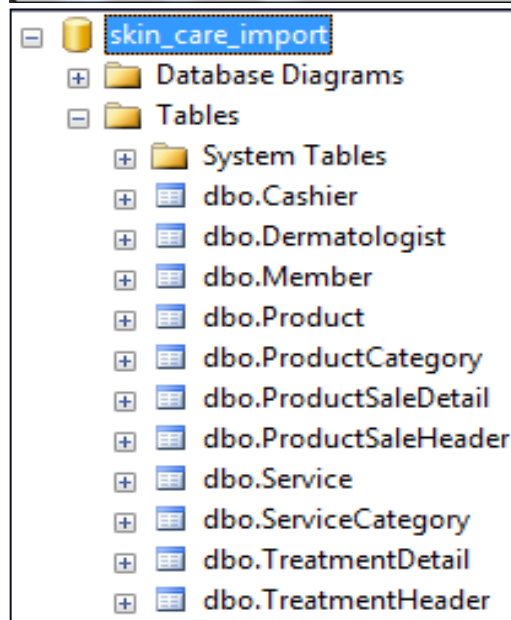 skin_care_import
Database Diagrams
Tables
System Tables
dbo.Cashier
dbo.Dermatologist
dbo.Member
dbo.Product
dbo.ProductCategory
dbo.ProductSaleDetail
dbo.ProductSaleHeader
dbo.Service
dbo.ServiceCategory
dbo.TreatmentDetail
dbo.TreatmentHeader